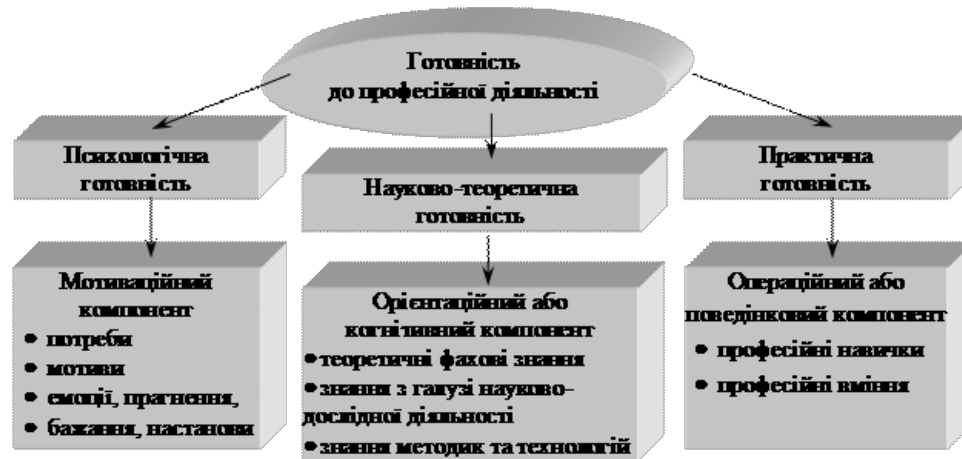 Готовність
до професійної діяльності
Психологічна
готовність
Науково-теоретична
готовність
Практична
готовність
Мотиваційний
компонент
• потреби
• мотиви
• емоції, прагнення,
• бажання, настанови
Орієнтаційний або
когнітивний компонент
•теоретичні фахові знання
•знання з галузі науково-
дослідної діяльності
•знання методик та технологій
Операційний або
поведінковий компонент
• професійні навички
• професійні вміння